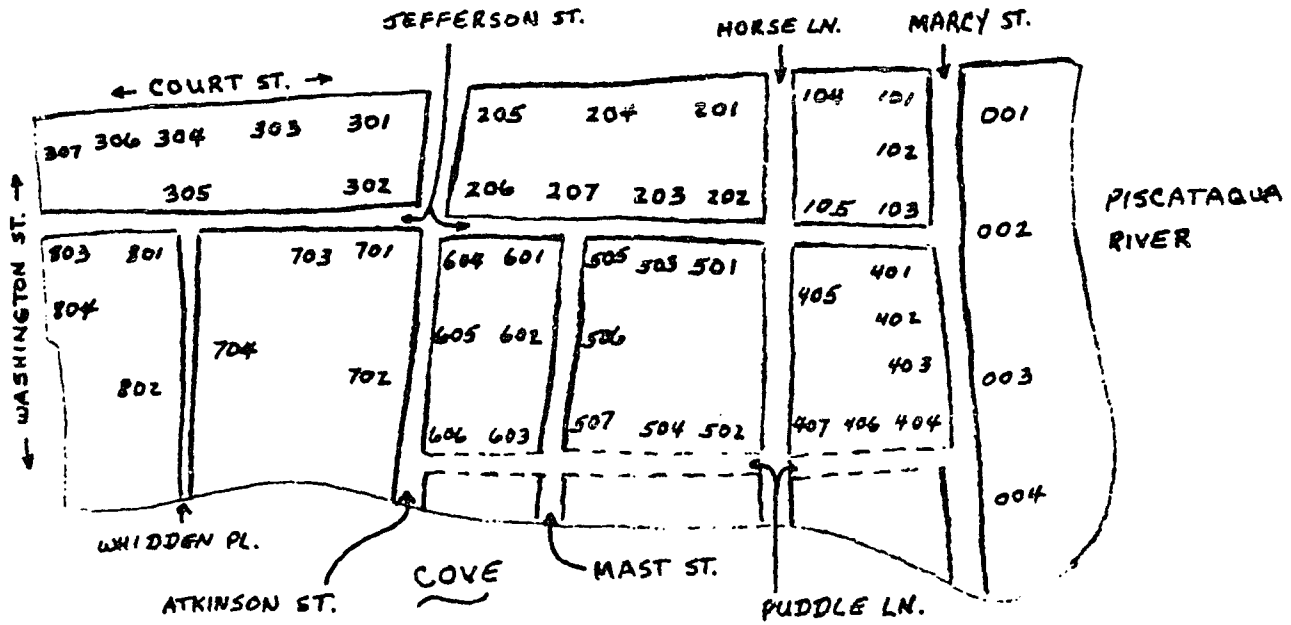 JEFFERSON ST.
HORSE LN.
MARCY ST.
← COURT ST. →
205 204 201
104 101
001
307 306 304 303 301
102
305 302
206 207 203 202
105 103
PISCATAQUA
RIVER
002
← WASHINGTON ST. →
803 801
703 701
604 601
505 503 501
401
405
402
804
605 602
506
704
403
802
702
003
606 603
507 504 502
407 406 404
004
WHIDDEN PL.
COVE
MAST ST.
ATKINSON ST.
PUDDLE LN.